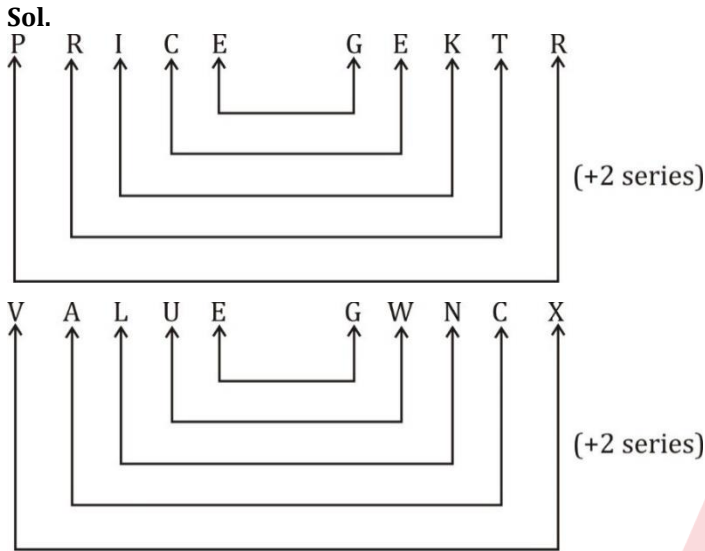 Sol.
P R I C E G E K T R
(+2 series)
V A L U E G W N C X
(+2 series)